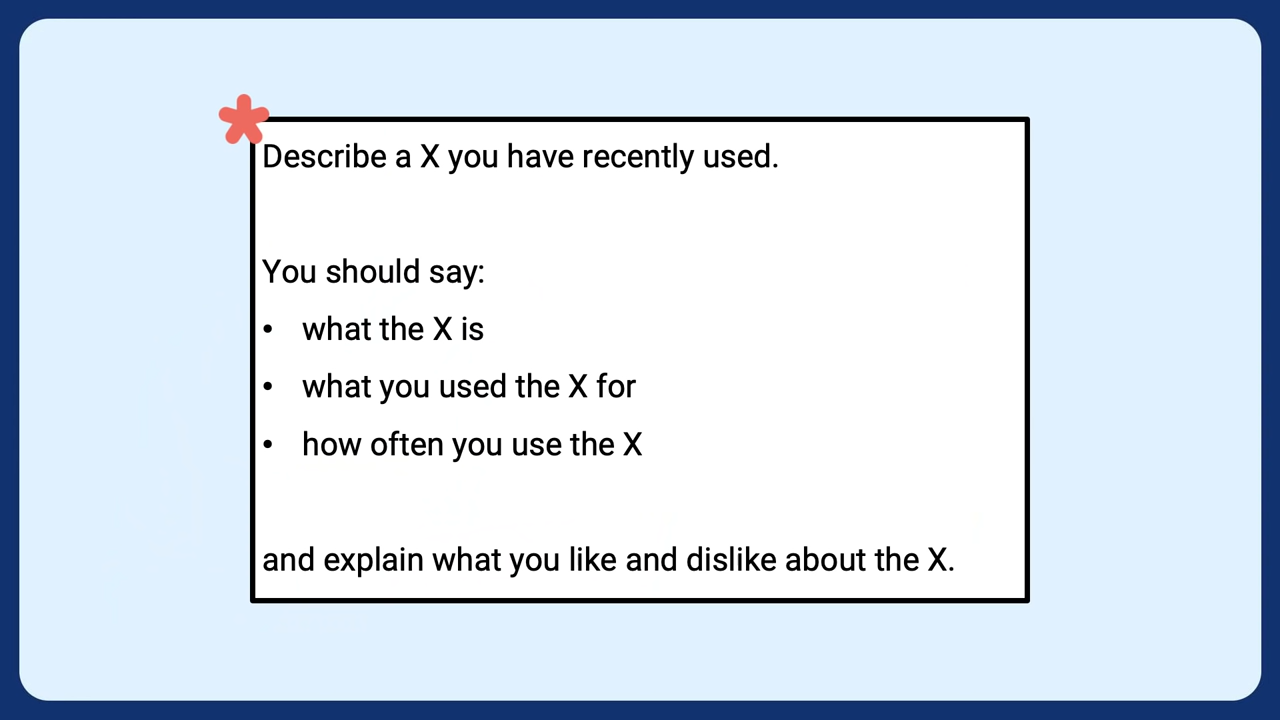 Describe a X you have recently used.
You should say:
• what the X is
• what you used the X for
• how often you use the X
and explain what you like and dislike about the X.